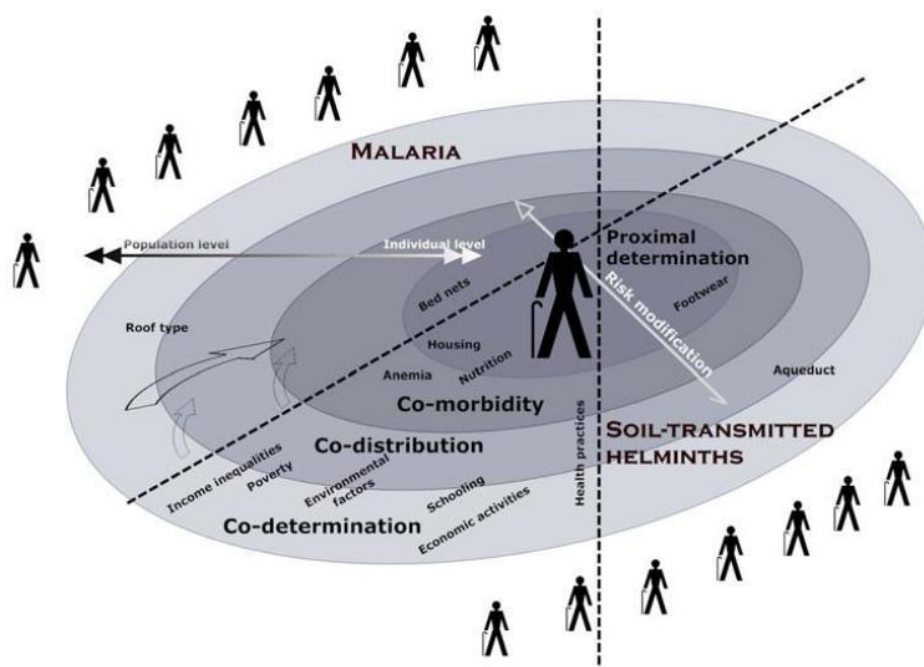 MALARIA
Population level
Individual level
Proximal
determination
Bed nets
Footwear
Risk modification
Roof type
Housing
Nutrition
Anemia
Aqueduct
Co-morbidity
Health practices
SOIL-TRANSMITTED
HELMINTHS
Co-distribution
Income inequalities
Poverty
Environmental
factors
Schooling
Economic activities
Co-determination